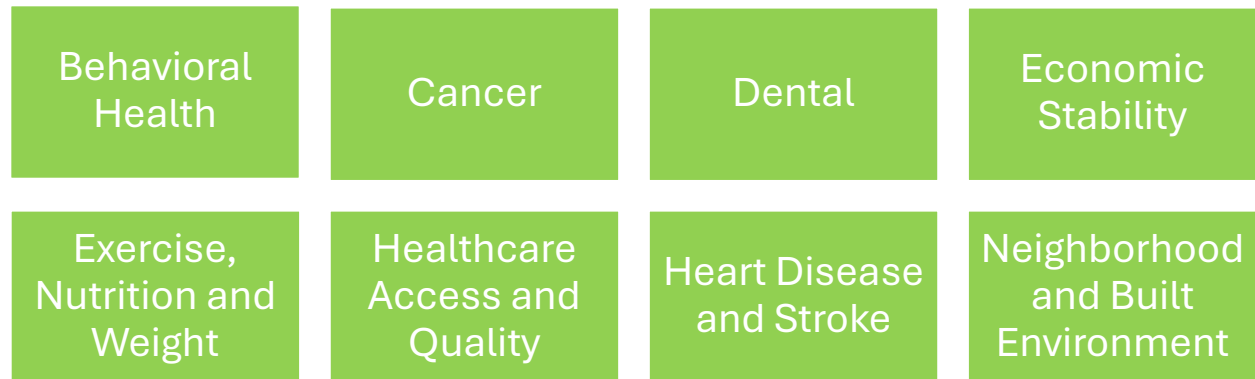 Behavioral
Health
Cancer
Dental
Economic
Stability
Exercise,
Nutrition and
Weight
Healthcare
Access and
Quality
Heart Disease
and Stroke
Neighborhood
and Built
Environment